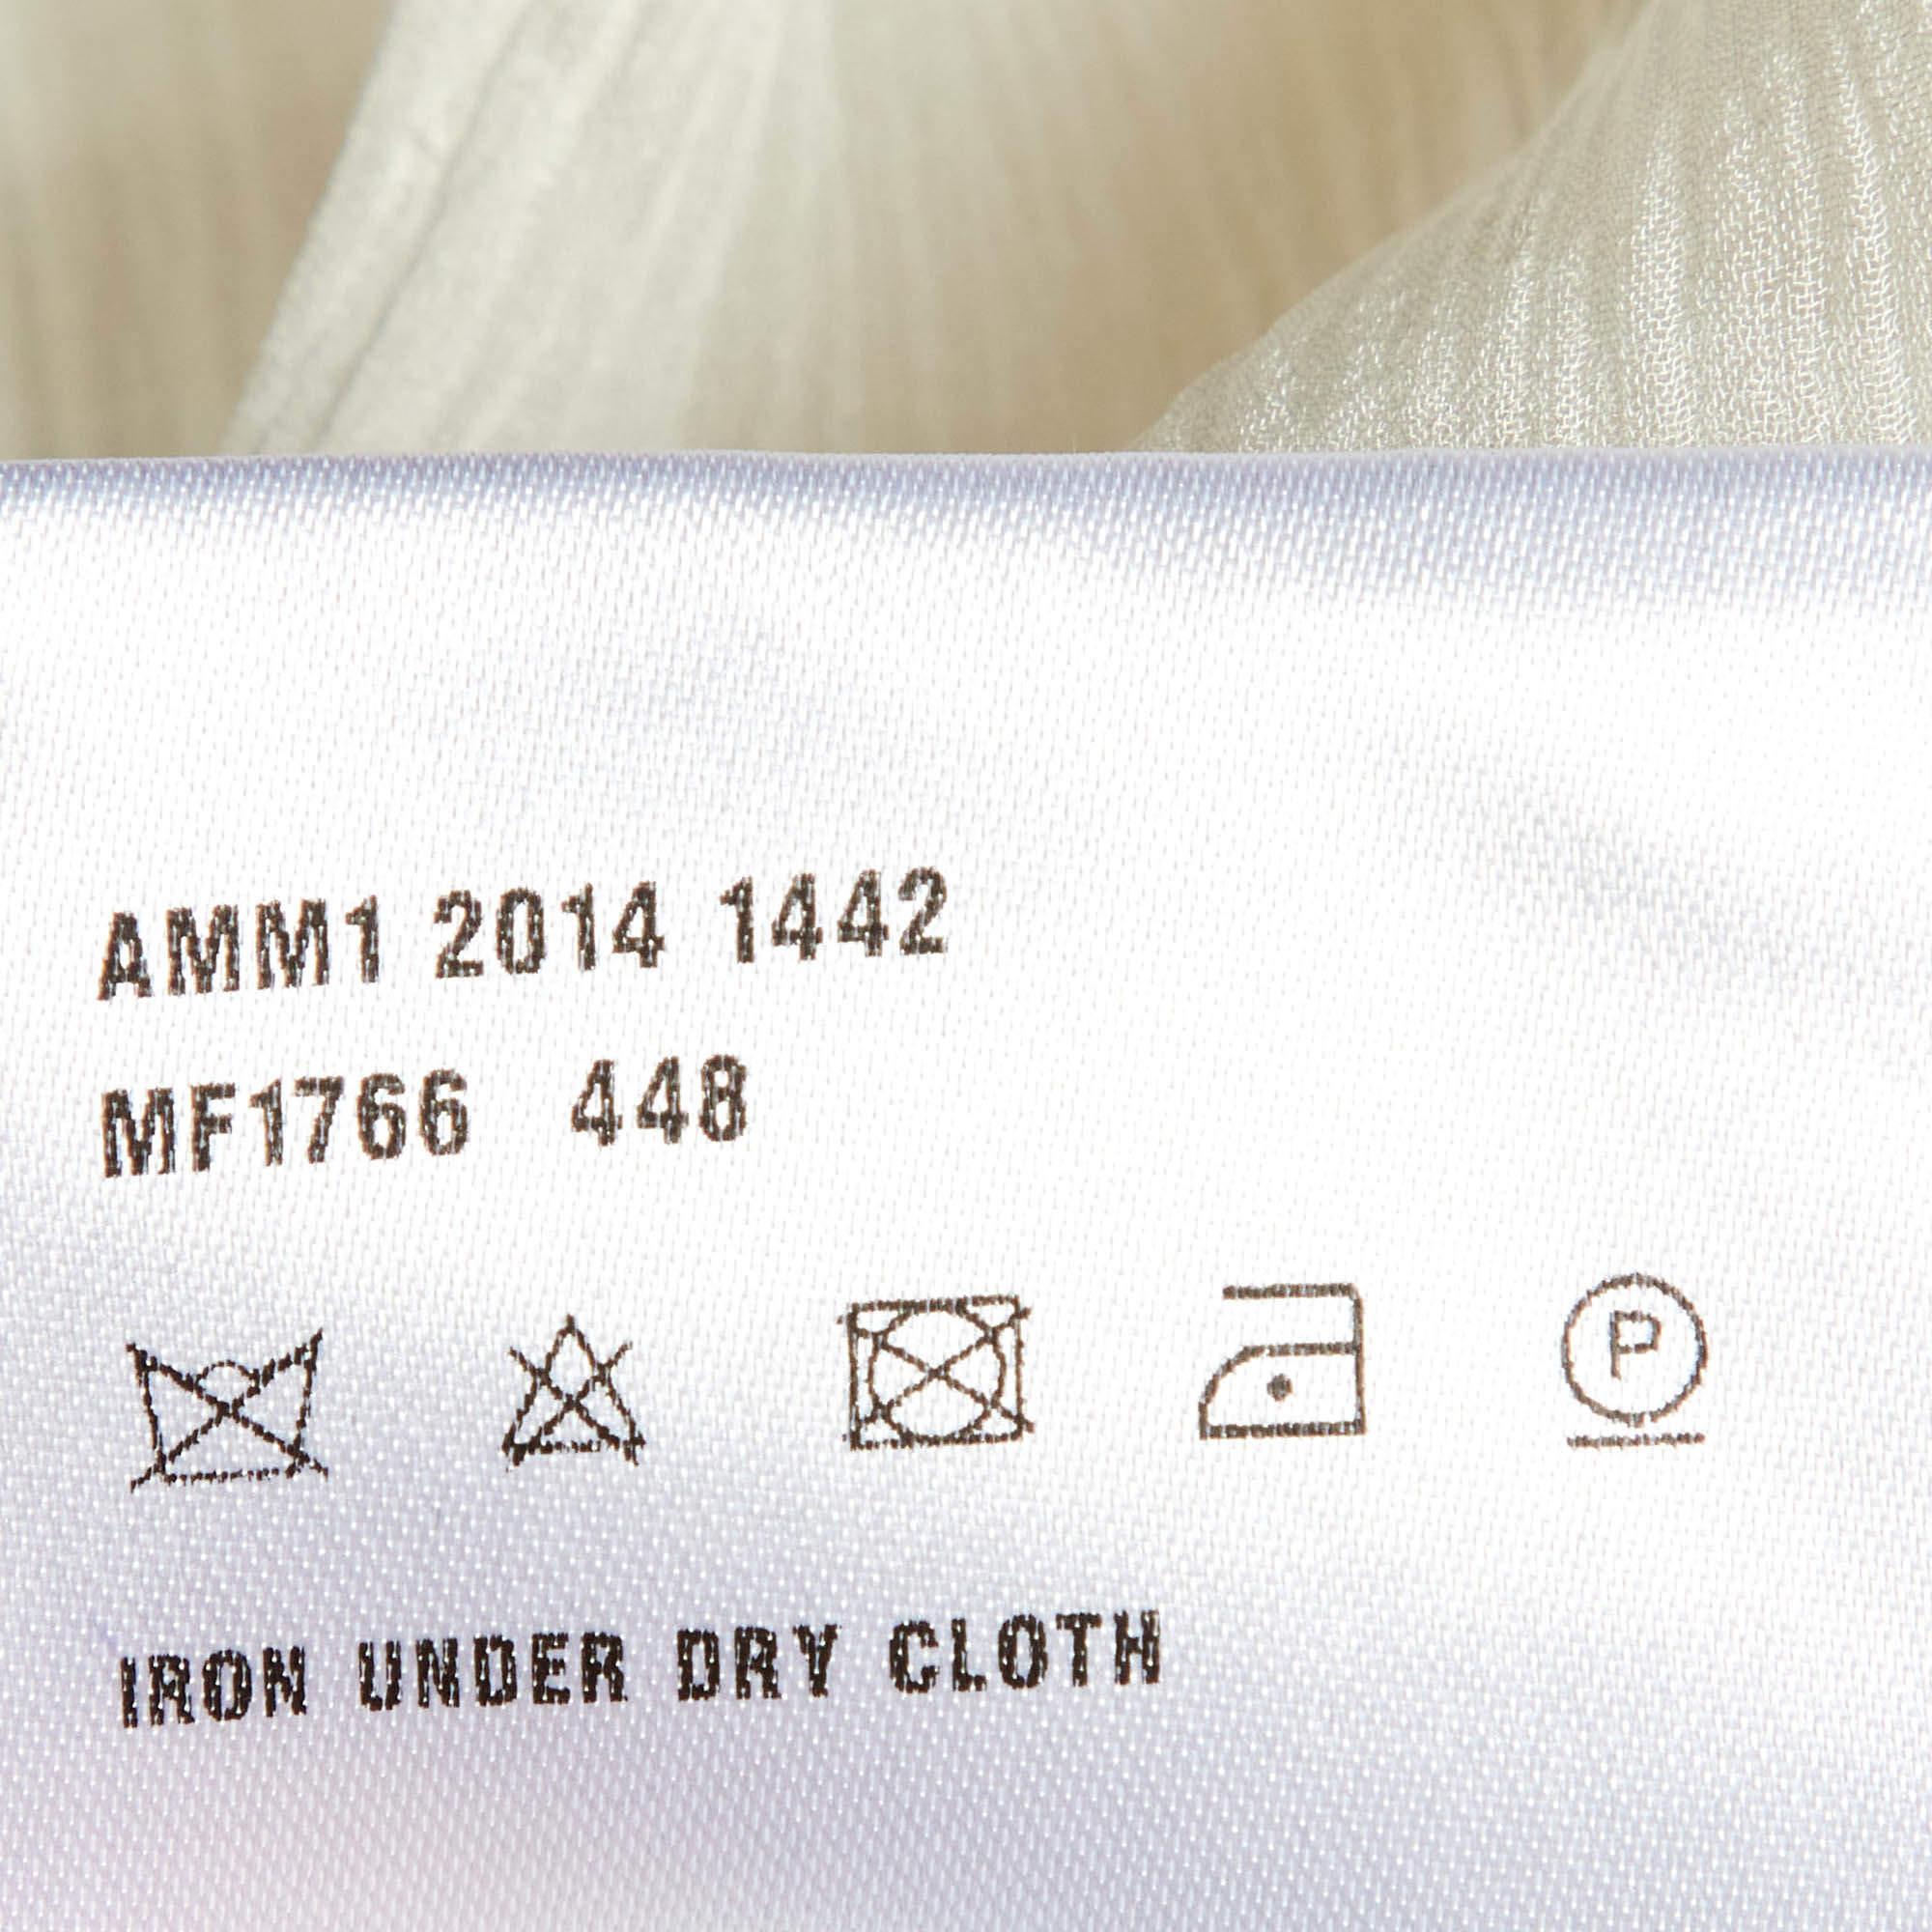 AMM1 2014 1442
MF1766 448
P
IRON UNDER DRY CLOTH